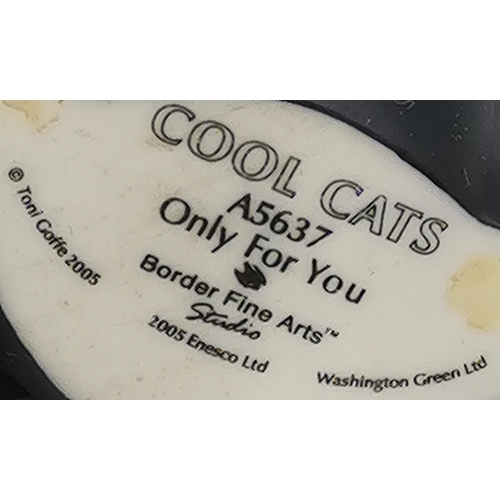 COOL CATS
A5637
Only For You
Border Fine Arts™
Studio
2005 Enesco Ltd
© Toni Goffe 2005
Washington Green Ltd